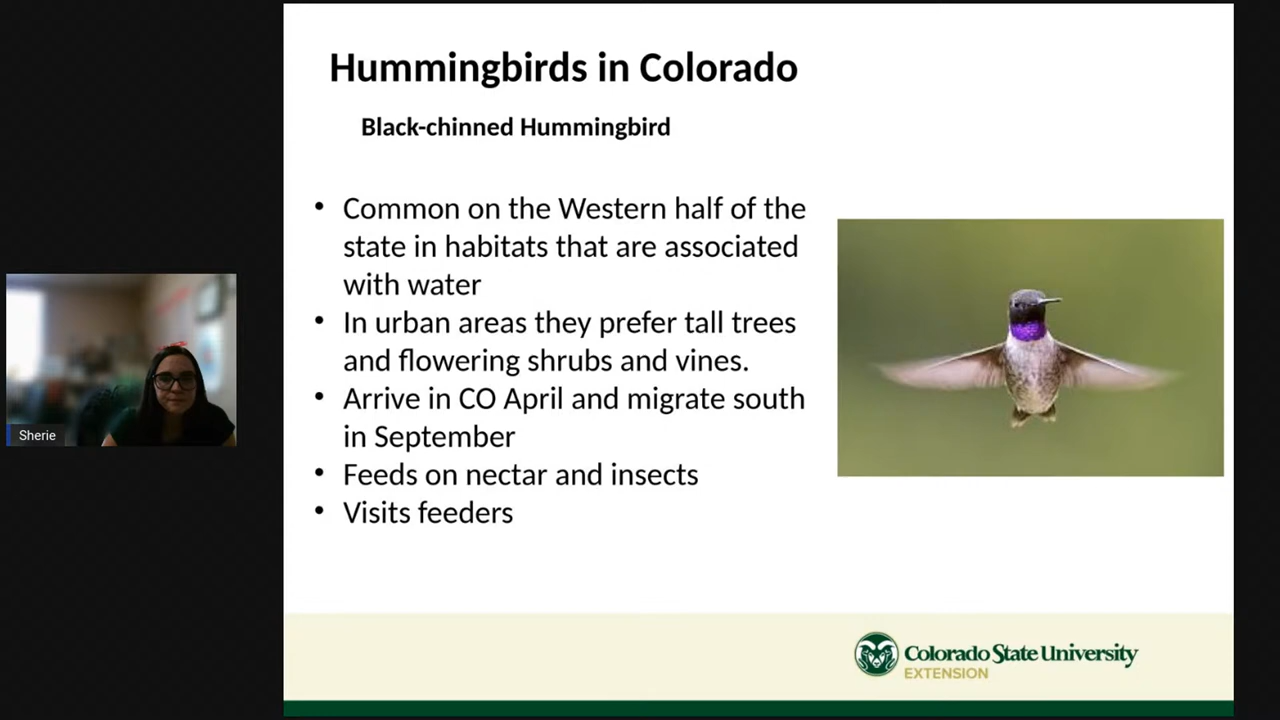 Hummingbirds in Colorado
Black-chinned Hummingbird
• Common on the Western half of the
state in habitats that are associated
with water
• In urban areas they prefer tall trees
and flowering shrubs and vines.
• Arrive in CO April and migrate south
in September
• Feeds on nectar and insects
• Visits feeders
Sherie
Colorado State University
EXTENSION